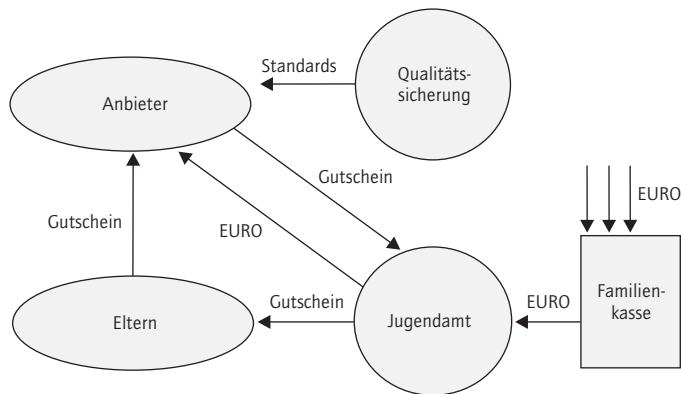 Standards
Qualitäts-
sicherung
Anbieter
Gutschein
EURO
Gutschein
EURO
Gutschein
EURO
Familien-
kasse
Eltern
Jugendamt